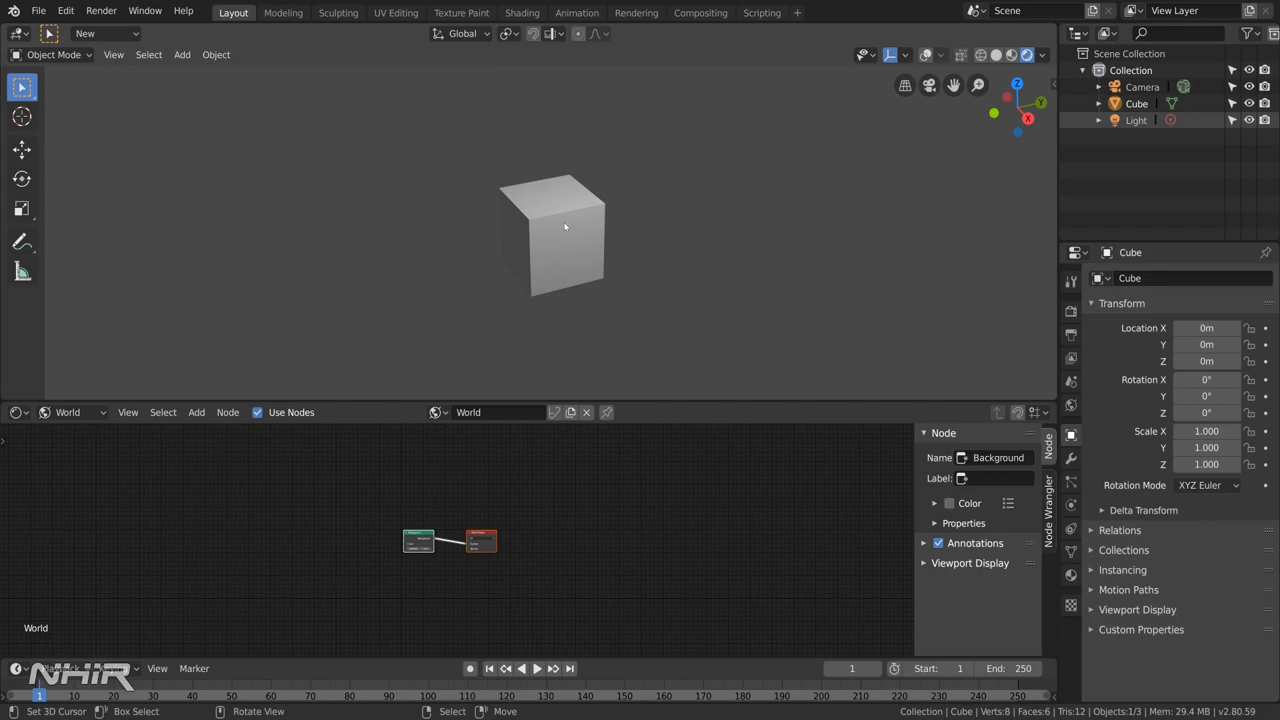 File Edit Render Window Help
Layout Modeling Sculpting UV Editing Texture Paint Shading Animation Rendering Compositing Scripting +
Scene
View Layer
New
Global
Object Mode View Select Add Object
Z
Y
X
Scene Collection
Collection
Camera
Cube
Light
Cube
Cube
Transform
Location X 0m
Y 0m
Z 0m
Rotation X 0°
Y 0°
Z 0°
Scale X 1.000
Y 1.000
Z 1.000
Rotation Mode XYZ Euler
Delta Transform
Relations
Collections
Instancing
Motion Paths
Viewport Display
Custom Properties
World View Select Add Node Use Nodes World
Node
Name Background
Label:
Color
Properties
Annotations
Viewport Display
Node
Node Wrangler
World
NHiR
View Marker
1 Start: 1 End: 250
1 10 20 30 40 50 60 70 80 90 100 110 120 130 140 150 160 170 180 190 200 210 220 230 240 250
Set 3D Cursor Box Select Rotate View Select Move
Collection | Cube | Verts:8 | Faces:6 | Tris:12 | Objects:1/3 | Mem: 29.4 MB | v2.80.59